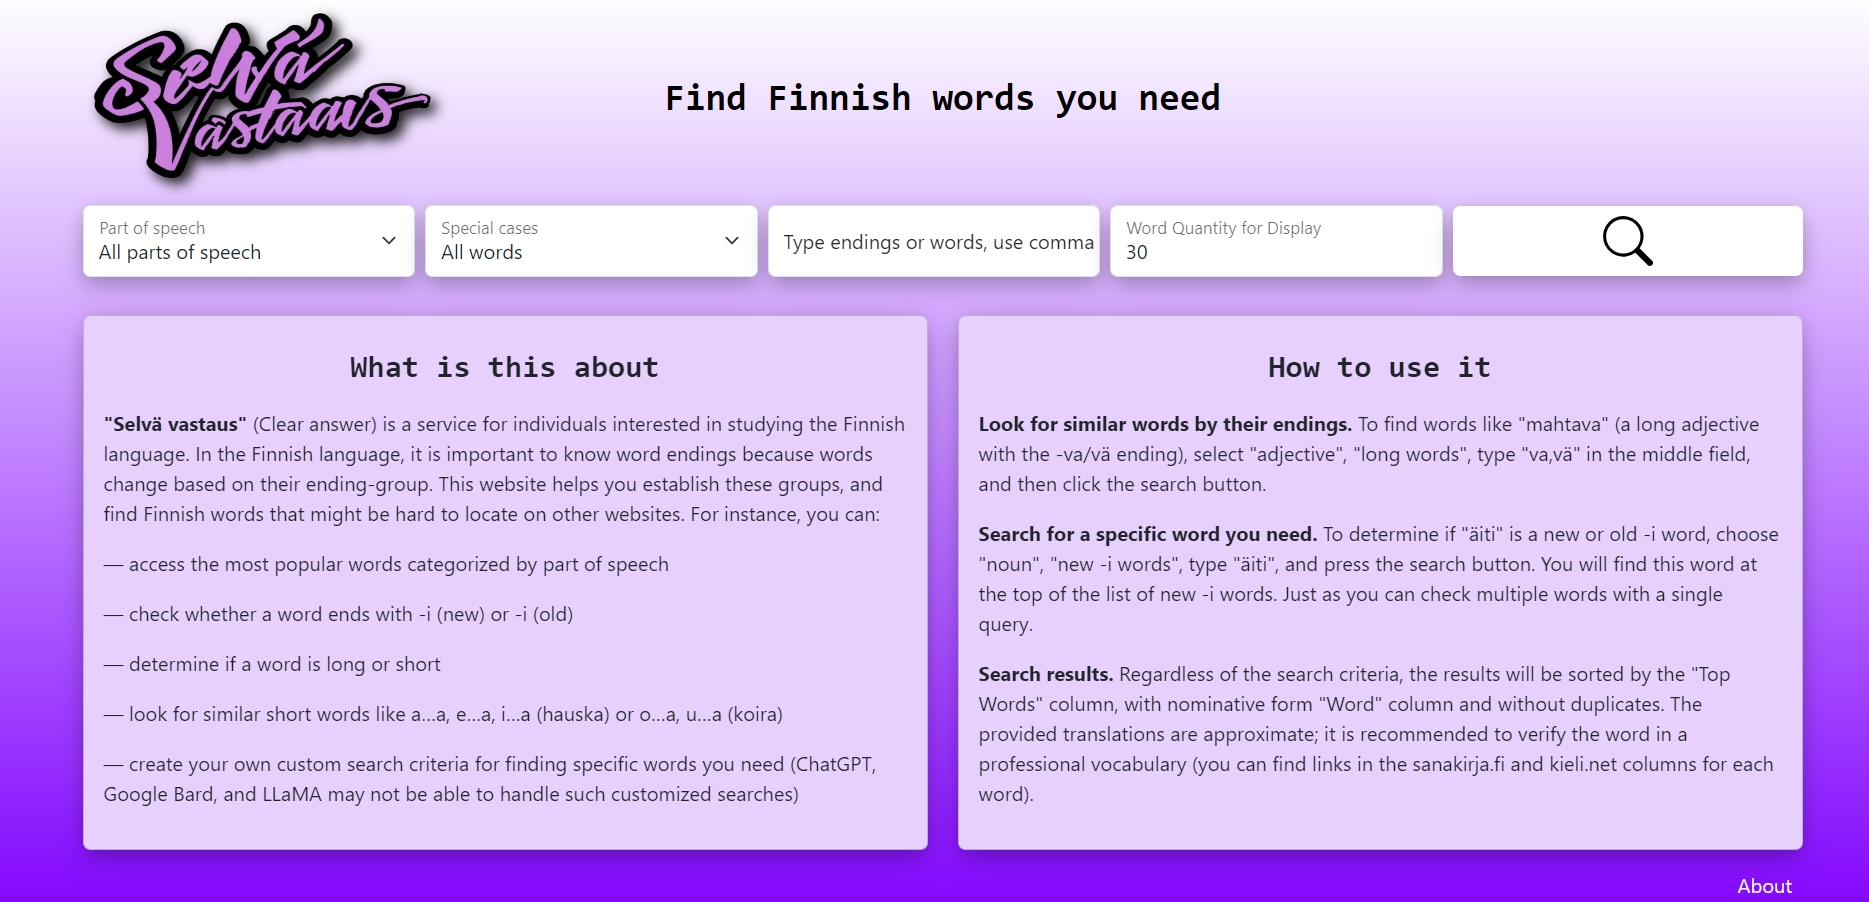 Selvä
Vastaus
Find Finnish words you need
Part of speech
All parts of speech
Special cases
All words
Type endings or words, use comma
Word Quantity for Display
30
What is this about
"Selvä vastaus" (Clear answer) is a service for individuals interested in studying the Finnish
language. In the Finnish language, it is important to know word endings because words
change based on their ending-group. This website helps you establish these groups, and
find Finnish words that might be hard to locate on other websites. For instance, you can:
— access the most popular words categorized by part of speech
— check whether a word ends with -i (new) or -i (old)
— determine if a word is long or short
— look for similar short words like a...a, e...a, i...a (hauska) or o...a, u...a (koira)
— create your own custom search criteria for finding specific words you need (ChatGPT,
Google Bard, and LLaMA may not be able to handle such customized searches)
How to use it
Look for similar words by their endings. To find words like "mahtava" (a long adjective
with the -va/vä ending), select "adjective", "long words", type "va,vä" in the middle field,
and then click the search button.
Search for a specific word you need. To determine if "äiti" is a new or old -i word, choose
"noun", "new -i words", type "äiti", and press the search button. You will find this word at
the top of the list of new -i words. Just as you can check multiple words with a single
query.
Search results. Regardless of the search criteria, the results will be sorted by the "Top
Words" column, with nominative form "Word" column and without duplicates. The
provided translations are approximate; it is recommended to verify the word in a
professional vocabulary (you can find links in the sanakirja.fi and kieli.net columns for each
word).
About